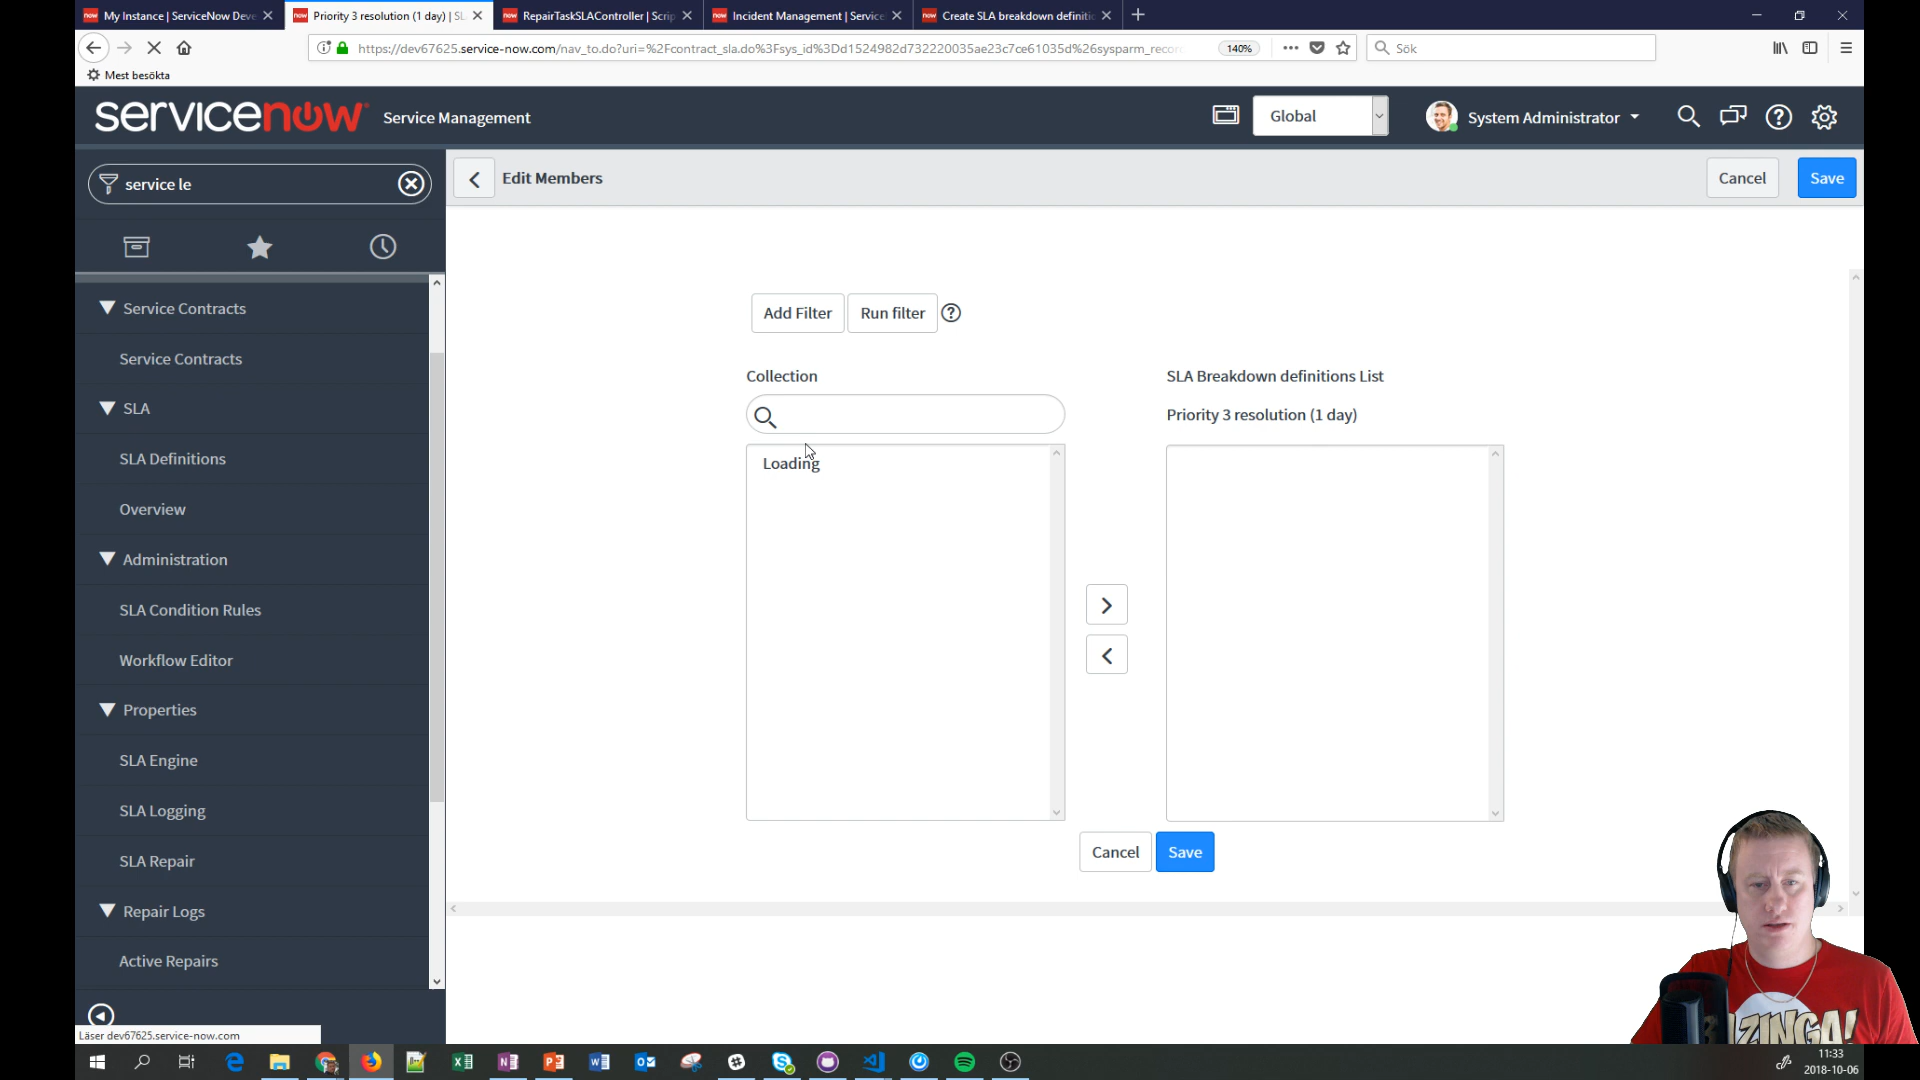 My Instance | ServiceNow Deve
Priority 3 resolution (1 day) | SL
RepairTaskSLAController | Scrip
Incident Management | Service
Create SLA breakdown definiti
https://dev67625.service-now.com/nav_to.do?uri=%2Fcontract_sla.do%3Fsys_id%3Dd1524982d732220035ae23c7ce61035d%26sysparm_reco
140%
Sök
Mest besökta
servicenow
Service Management
Global
System Administrator
service le
Edit Members
Cancel
Save
Service Contracts
Service Contracts
SLA
SLA Definitions
Overview
Administration
SLA Condition Rules
Workflow Editor
Properties
SLA Engine
SLA Logging
SLA Repair
Repair Logs
Active Repairs
Add Filter
Run filter
Collection
Loading
SLA Breakdown definitions List
Priority 3 resolution (1 day)
Cancel
Save
Läser dev67625.service-now.com
AZINGA!
11:33
2018-10-06